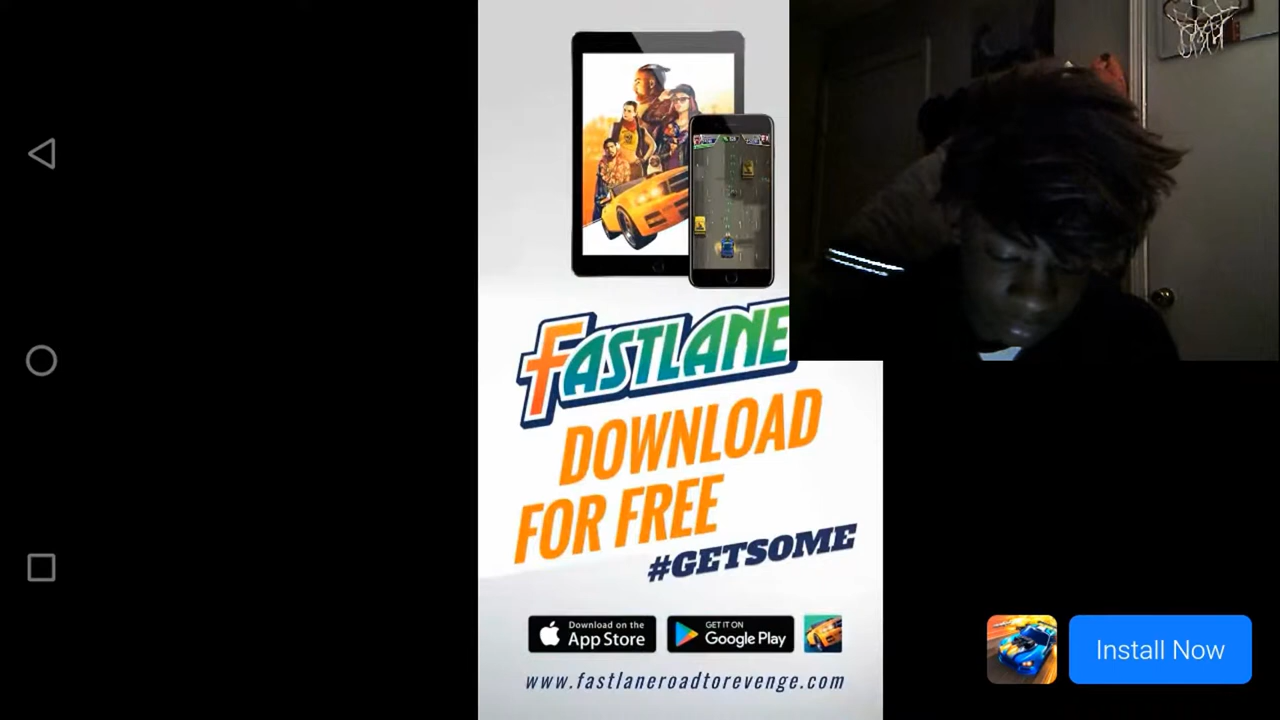 FASTLANE
DOWNLOAD
FOR FREE
#GETSOME
Download on the
App Store
GET IT ON
Google Play
www.fastlaneroadtorevenge.com
Install Now